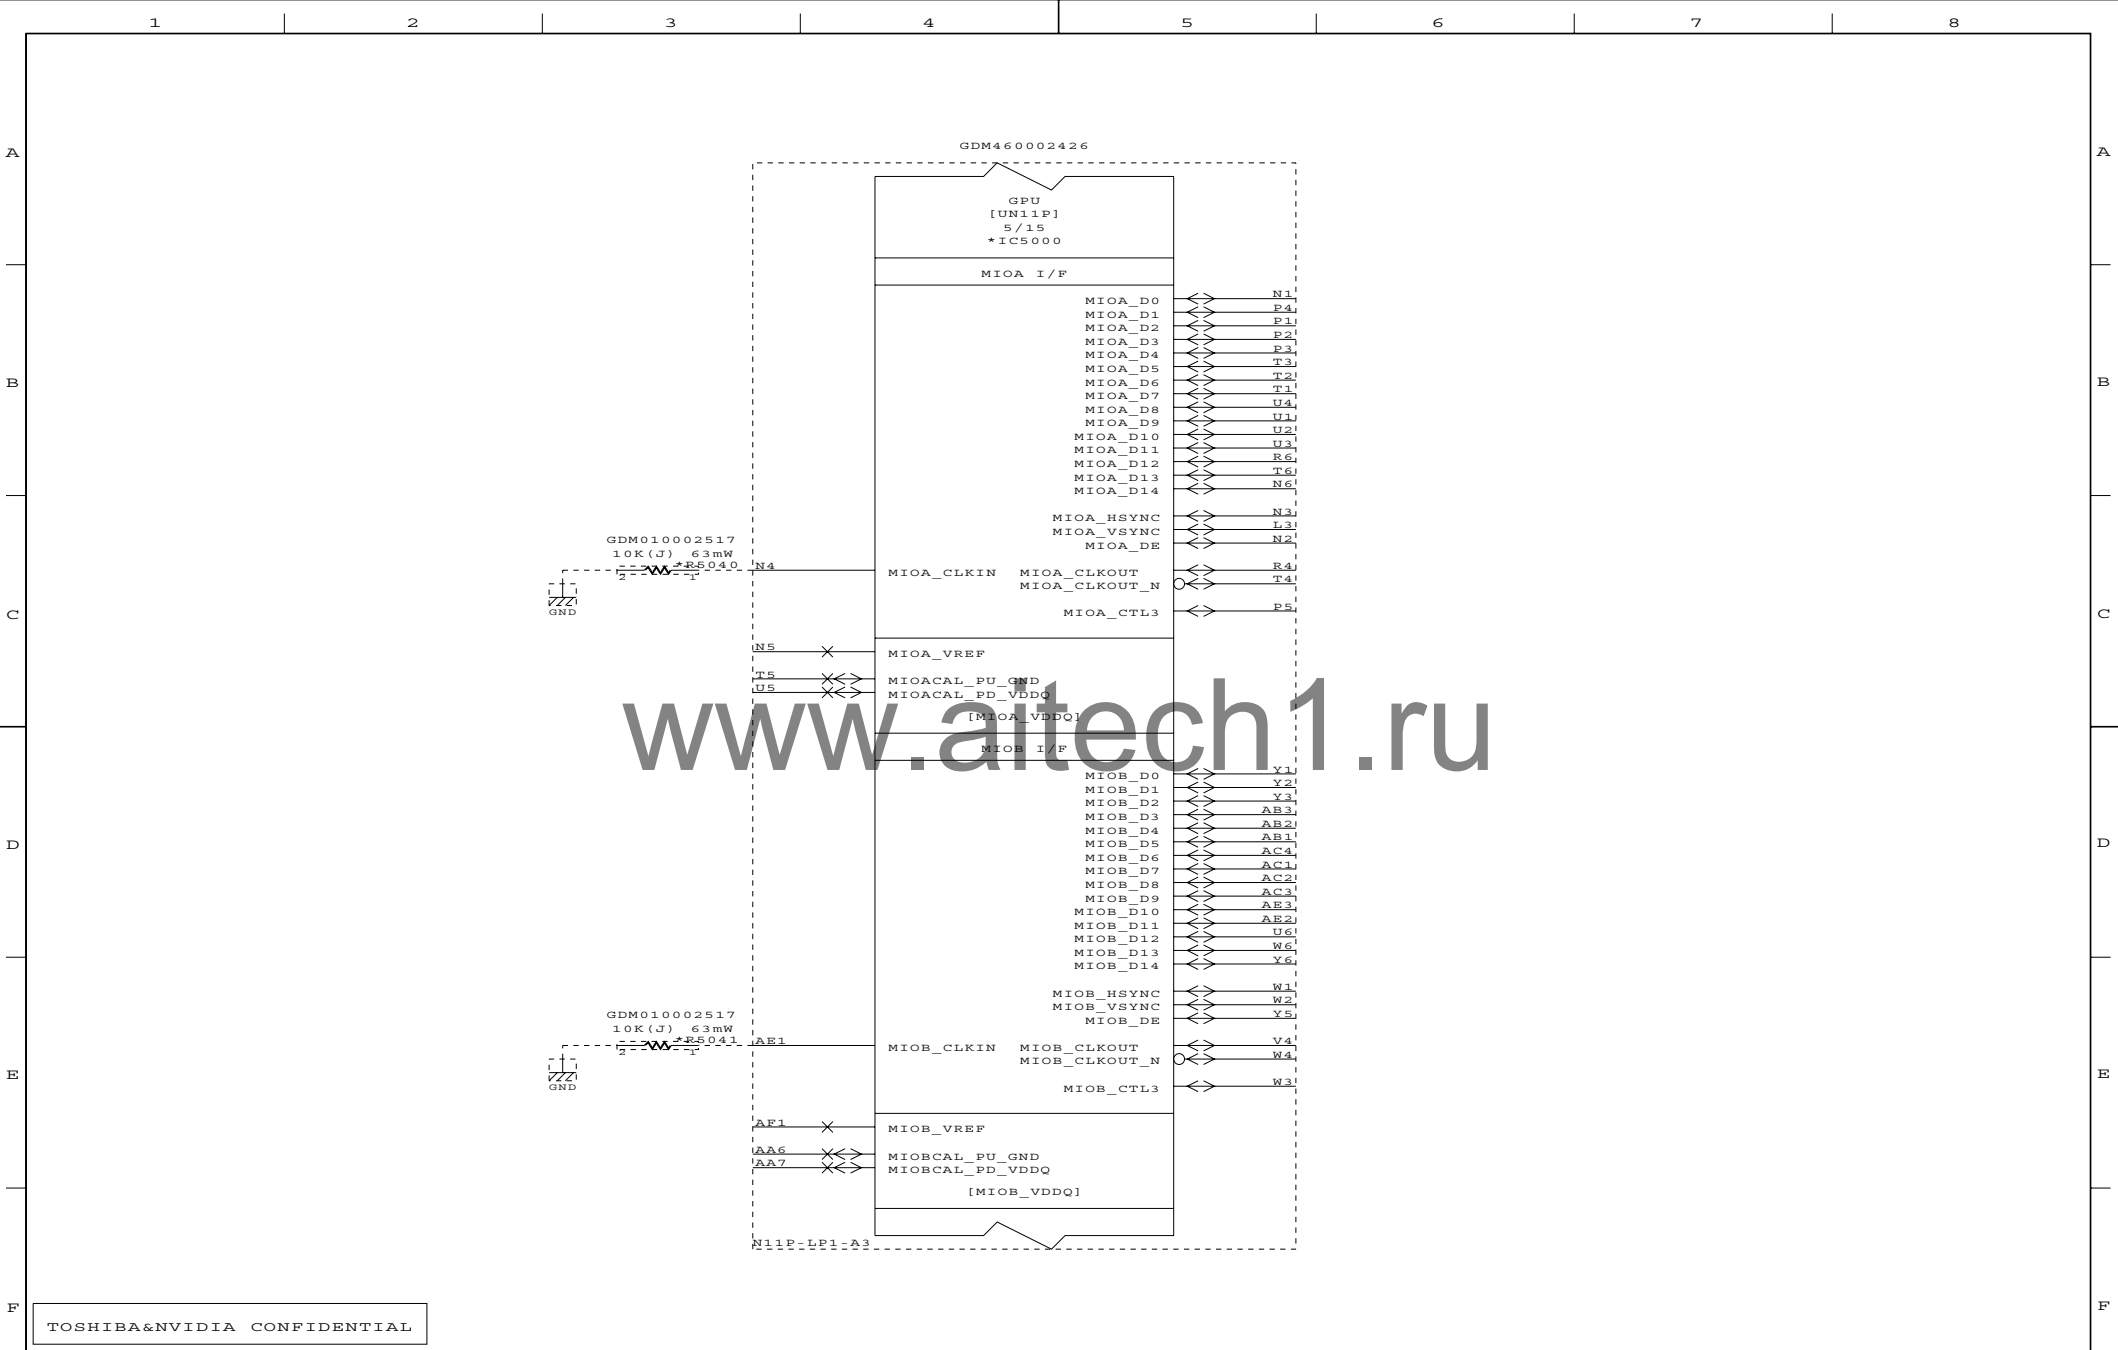 1 2 3 4 5 6 7 8
A A
GDM460002426
GPU
[UN11P]
5/15
*IC5000
MIOA I/F
MIOA_D0 N1
MIOA_D1 P4
MIOA_D2 P1
MIOA_D3 P2
MIOA_D4 P3
MIOA_D5 T3
B B
MIOA_D6 T2
MIOA_D7 T1
MIOA_D8 U4
MIOA_D9 U1
MIOA_D10 U2
MIOA_D11 U3
MIOA_D12 R6
MIOA_D13 T6
MIOA_D14 N6
MIOA_HSYNC N3
MIOA_VSYNC L3
MIOA_DE N2
GDM010002517
10K(J) 63mW
*R5040
2 1
GND
N4 MIOA_CLKIN MIOA_CLKOUT R4
MIOA_CLKOUT_N T4
C C
MIOA_CTL3 P5
N5 MIOA_VREF
T5 MIOACAL_PU_GND
U5 MIOACAL_PD_VDDQ
[MIOA_VDDQ]
www.aitech1.ru
MIOB I/F
MIOB_D0 Y1
MIOB_D1 Y2
MIOB_D2 Y3
MIOB_D3 AB3
MIOB_D4 AB2
MIOB_D5 AB1
D D
MIOB_D6 AC4
MIOB_D7 AC1
MIOB_D8 AC2
MIOB_D9 AC3
MIOB_D10 AE3
MIOB_D11 AE2
MIOB_D12 U6
MIOB_D13 W6
MIOB_D14 Y6
MIOB_HSYNC W1
MIOB_VSYNC W2
MIOB_DE Y5
GDM010002517
10K(J) 63mW
*R5041
2 1
GND
AE1 MIOB_CLKIN MIOB_CLKOUT V4
MIOB_CLKOUT_N W4
E E
MIOB_CTL3 W3
AF1 MIOB_VREF
AA6 MIOBCAL_PU_GND
AA7 MIOBCAL_PD_VDDQ
[MIOB_VDDQ]
N11P-LP1-A3
F F
TOSHIBA&NVIDIA CONFIDENTIAL